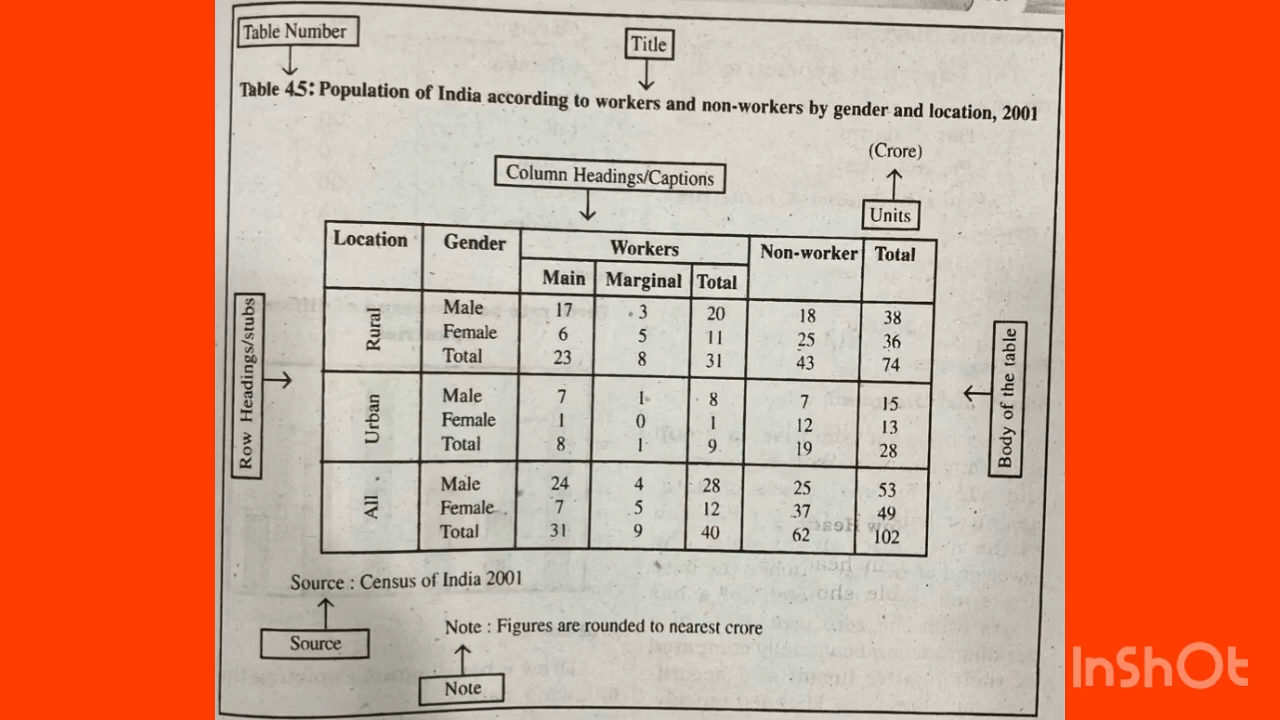 Table Number
Title
Table 4.5: Population of India according to workers and non-workers by gender and location, 2001
(Crore)
Column Headings/Captions
Units
Location Gender Workers Non-worker Total
Main Marginal Total
Row Headings/stubs
Rural
Male 17 3 20 18 38
Female 6 5 11 25 36
Total 23 8 31 43 74
Body of the table
Urban
Male 7 1 8 7 15
Female 1 0 1 12 13
Total 8 1 9 19 28
All
Male 24 4 28 25 53
Female 7 5 12 37 49
Total 31 9 40 62 102
Source : Census of India 2001
Source
Note : Figures are rounded to nearest crore
Note
InShOt